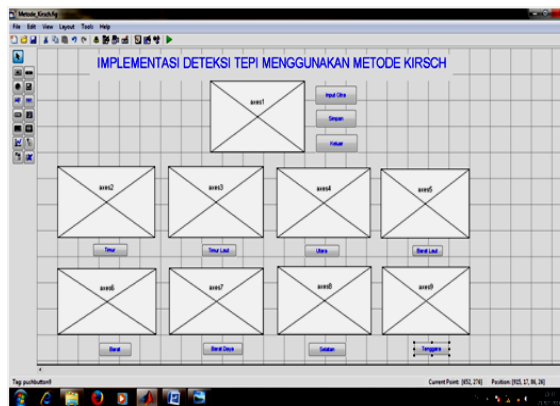 Metode_Kirsch.fig
File Edit View Layout Tools Help
IMPLEMENTASI DETEKSI TEPI MENGGUNAKAN METODE KIRSCH
axes1
Input Citra
Simpan
Keluar
axes2 axes3 axes4 axes5
Timur Timur Laut Utara Barat Laut
axes6 axes7 axes8 axes9
Barat Barat Daya Selatan Tenggara
Tag: pushbutton9 Current Point: [652, 276] Position: [915, 17, 86, 26]